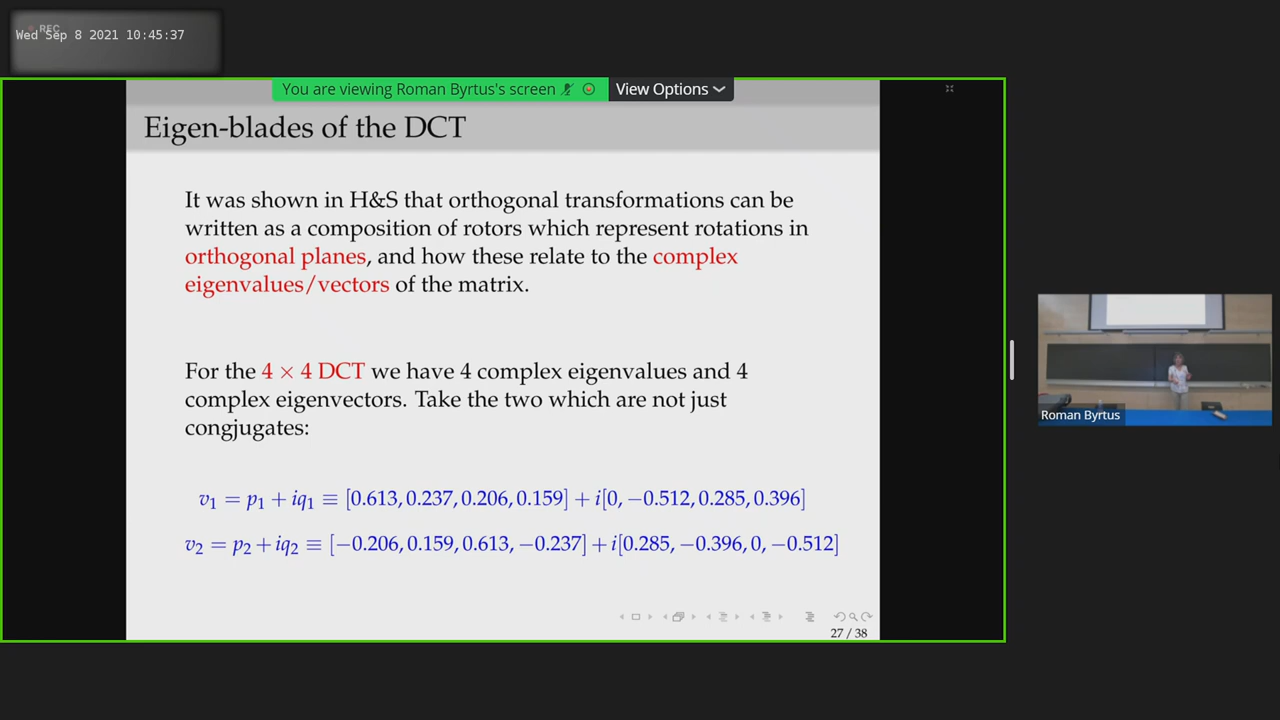 REC
Wed Sep 8 2021 10:45:37
You are viewing Roman Byrtus's screen
View Options
Eigen-blades of the DCT
It was shown in H&S that orthogonal transformations can be
written as a composition of rotors which represent rotations in
orthogonal planes, and how these relate to the complex
eigenvalues/vectors of the matrix.
For the 4 × 4 DCT we have 4 complex eigenvalues and 4
complex eigenvectors. Take the two which are not just
congjugates:
v₁ = p₁ + iq₁ ≡ [0.613, 0.237, 0.206, 0.159] + i[0, −0.512, 0.285, 0.396]
v₂ = p₂ + iq₂ ≡ [−0.206, 0.159, 0.613, −0.237] + i[0.285, −0.396, 0, −0.512]
27 / 38
Roman Byrtus